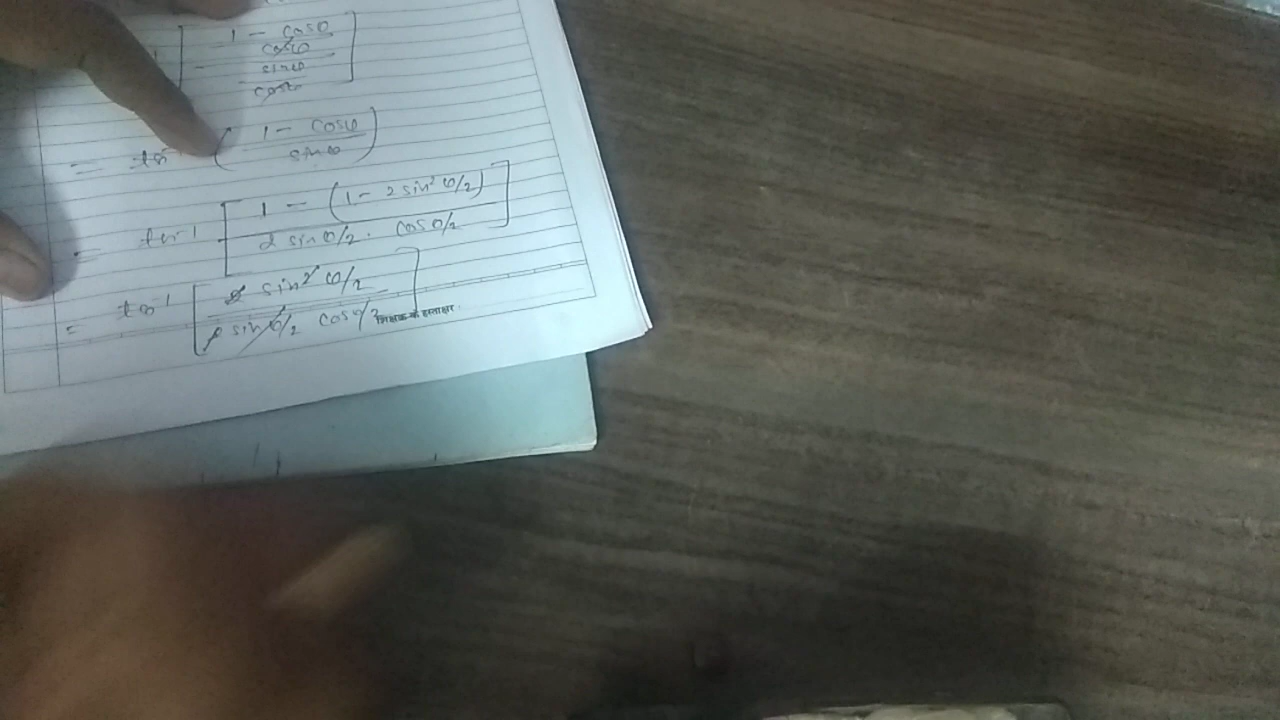 1 - cosθ
cosθ
sinθ
cosθ
= tan ( 1 - cosθ
sinθ )
= tan-1 [ 1 - (1 - 2 sin² θ/2)
2 sin θ/2 . cos θ/2 ]
= tan-1 [ 2 sin² θ/2
2 sin θ/2 cos θ/2 ]
शिक्षक के हस्ताक्षर